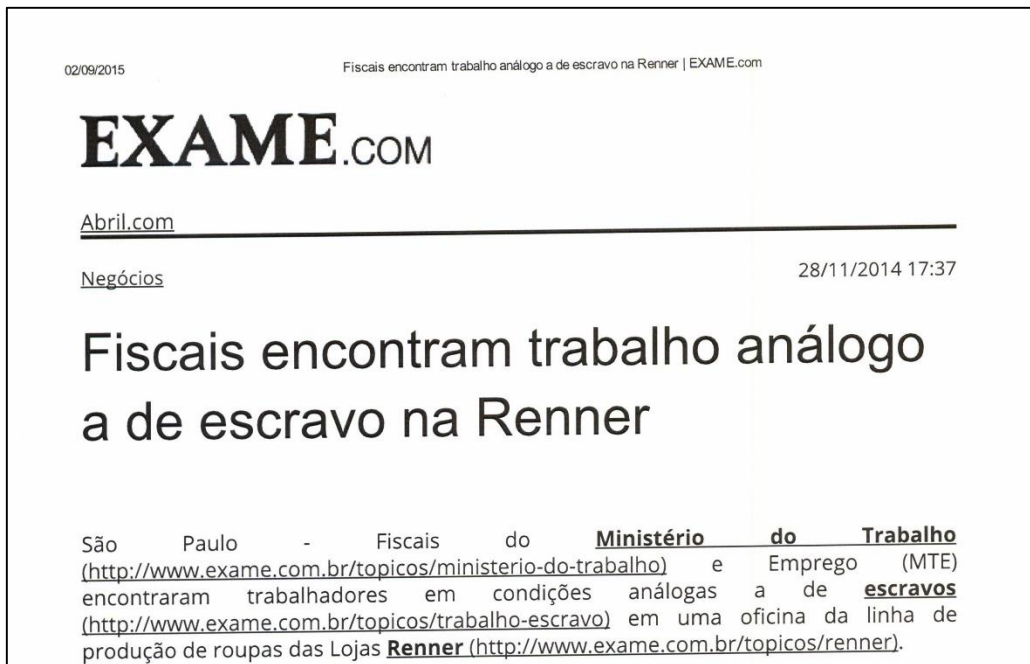 02/09/2015 Fiscais encontram trabalho análogo a de escravo na Renner | EXAME.com
EXAME.COM
Abril.com
Negócios 28/11/2014 17:37
Fiscais encontram trabalho análogo
a de escravo na Renner
São Paulo - Fiscais do Ministério do Trabalho
(http://www.exame.com.br/topicos/ministerio-do-trabalho) e Emprego (MTE)
encontraram trabalhadores em condições análogas a de escravos
(http://www.exame.com.br/topicos/trabalho-escravo) em uma oficina da linha de
produção de roupas das Lojas Renner (http://www.exame.com.br/topicos/renner).